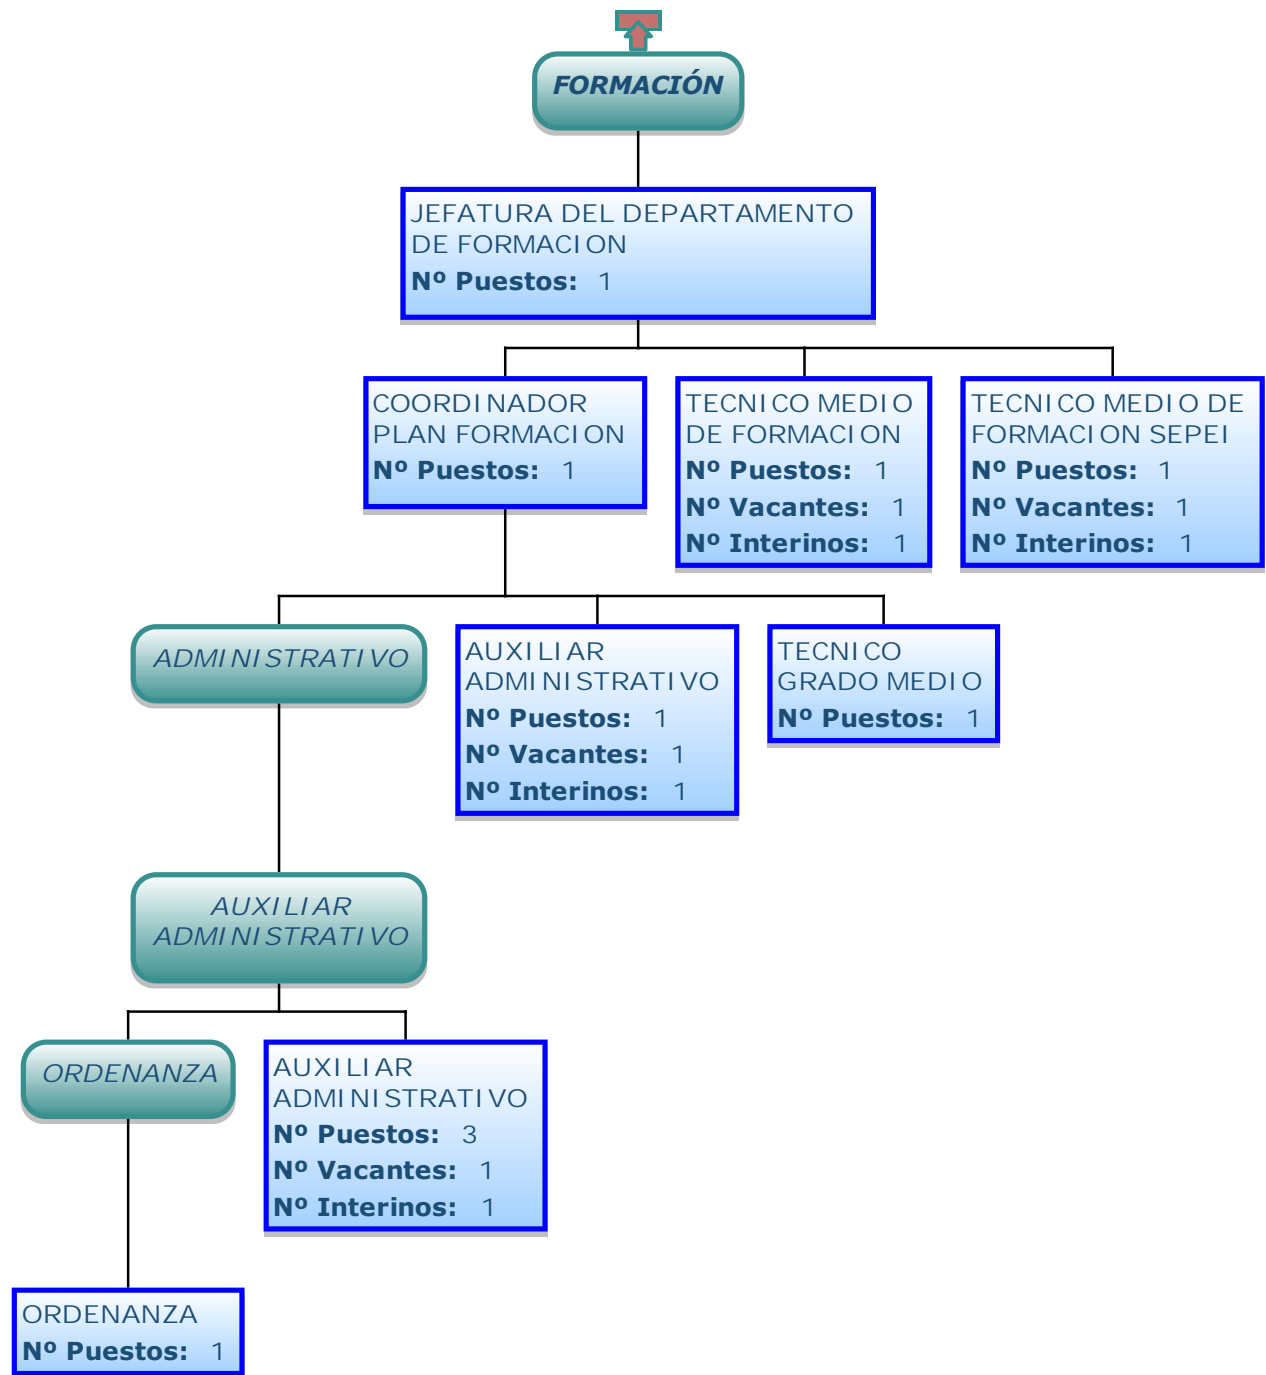 FORMACIÓN
JEFATURA DEL DEPARTAMENTO
DE FORMACION
Nº Puestos: 1
COORDINADOR
PLAN FORMACION
Nº Puestos: 1
TECNICO MEDIO
DE FORMACION
Nº Puestos: 1
Nº Vacantes: 1
Nº Interinos: 1
TECNICO MEDIO DE
FORMACION SEPEI
Nº Puestos: 1
Nº Vacantes: 1
Nº Interinos: 1
ADMINISTRATIVO
AUXILIAR
ADMINISTRATIVO
Nº Puestos: 1
Nº Vacantes: 1
Nº Interinos: 1
TECNICO
GRADO MEDIO
Nº Puestos: 1
AUXILIAR
ADMINISTRATIVO
ORDENANZA
AUXILIAR
ADMINISTRATIVO
Nº Puestos: 3
Nº Vacantes: 1
Nº Interinos: 1
ORDENANZA
Nº Puestos: 1